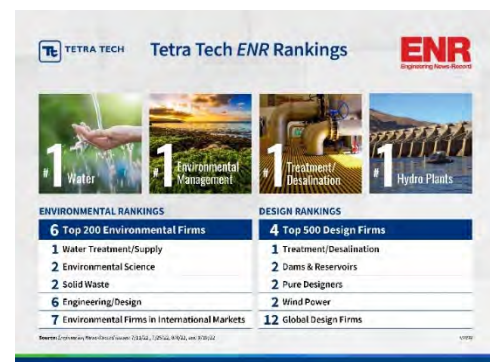 TETRA TECH
Tetra Tech ENR Rankings
ENR
Engineering News-Record
#1 Water
#1 Environmental Management
#1 Treatment/Desalination
#1 Hydro Plants
ENVIRONMENTAL RANKINGS
6 Top 200 Environmental Firms
1 Water Treatment/Supply
2 Environmental Science
2 Solid Waste
6 Engineering/Design
7 Environmental Firms in International Markets
DESIGN RANKINGS
4 Top 500 Design Firms
1 Treatment/Desalination
2 Dams & Reservoirs
2 Pure Designers
2 Wind Power
12 Global Design Firms
Source: